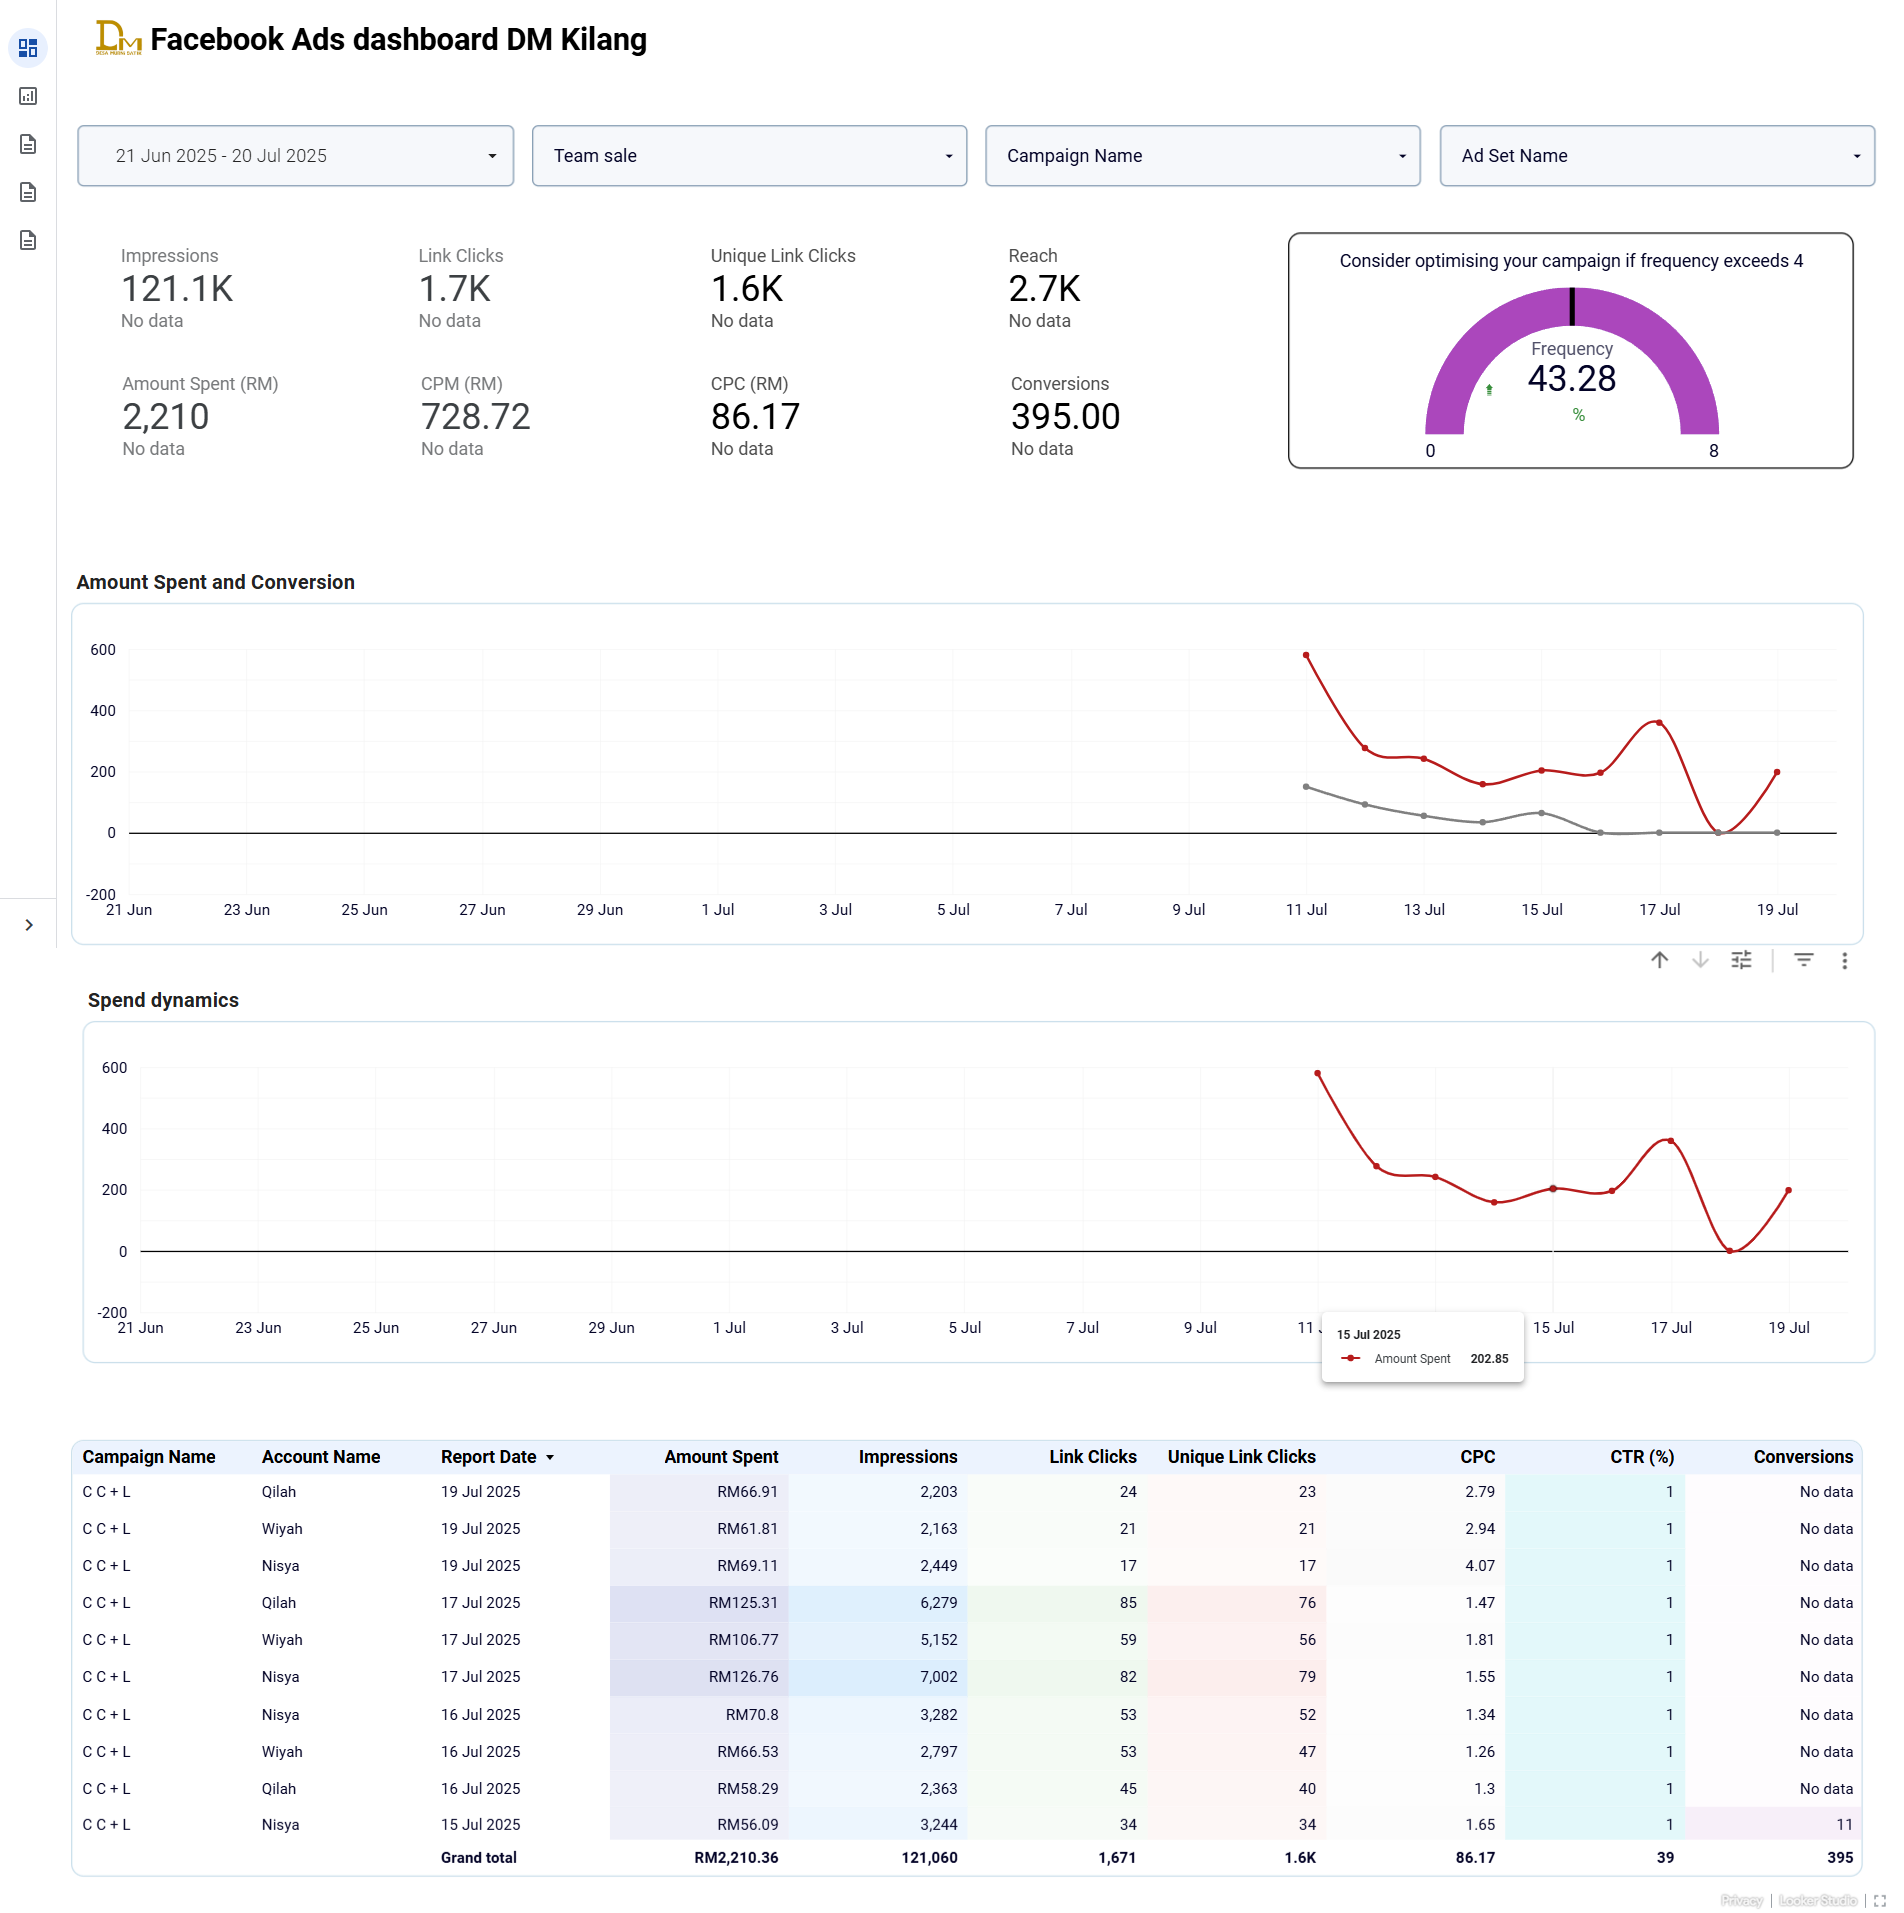 DM
DESA MURNI BATIK
Facebook Ads dashboard DM Kilang
21 Jun 2025 - 20 Jul 2025
Team sale
Campaign Name
Ad Set Name
Impressions
121.1K
No data
Link Clicks
1.7K
No data
Unique Link Clicks
1.6K
No data
Reach
2.7K
No data
Amount Spent (RM)
2,210
No data
CPM (RM)
728.72
No data
CPC (RM)
86.17
No data
Conversions
395.00
No data
Consider optimising your campaign if frequency exceeds 4
Frequency
43.28
%
0 8
Amount Spent and Conversion
600
400
200
0
-200
21 Jun 23 Jun 25 Jun 27 Jun 29 Jun 1 Jul 3 Jul 5 Jul 7 Jul 9 Jul 11 Jul 13 Jul 15 Jul 17 Jul 19 Jul
Spend dynamics
600
400
200
0
-200
21 Jun 23 Jun 25 Jun 27 Jun 29 Jun 1 Jul 3 Jul 5 Jul 7 Jul 9 Jul 11 15 Jul 17 Jul 19 Jul
15 Jul 2025
Amount Spent 202.85
Campaign Name Account Name Report Date Amount Spent Impressions Link Clicks Unique Link Clicks CPC CTR (%) Conversions
C C + L Qilah 19 Jul 2025 RM66.91 2,203 24 23 2.79 1 No data
C C + L Wiyah 19 Jul 2025 RM61.81 2,163 21 21 2.94 1 No data
C C + L Nisya 19 Jul 2025 RM69.11 2,449 17 17 4.07 1 No data
C C + L Qilah 17 Jul 2025 RM125.31 6,279 85 76 1.47 1 No data
C C + L Wiyah 17 Jul 2025 RM106.77 5,152 59 56 1.81 1 No data
C C + L Nisya 17 Jul 2025 RM126.76 7,002 82 79 1.55 1 No data
C C + L Nisya 16 Jul 2025 RM70.8 3,282 53 52 1.34 1 No data
C C + L Wiyah 16 Jul 2025 RM66.53 2,797 53 47 1.26 1 No data
C C + L Qilah 16 Jul 2025 RM58.29 2,363 45 40 1.3 1 No data
C C + L Nisya 15 Jul 2025 RM56.09 3,244 34 34 1.65 1 11
Grand total RM2,210.36 121,060 1,671 1.6K 86.17 39 395
Privacy Looker Studio